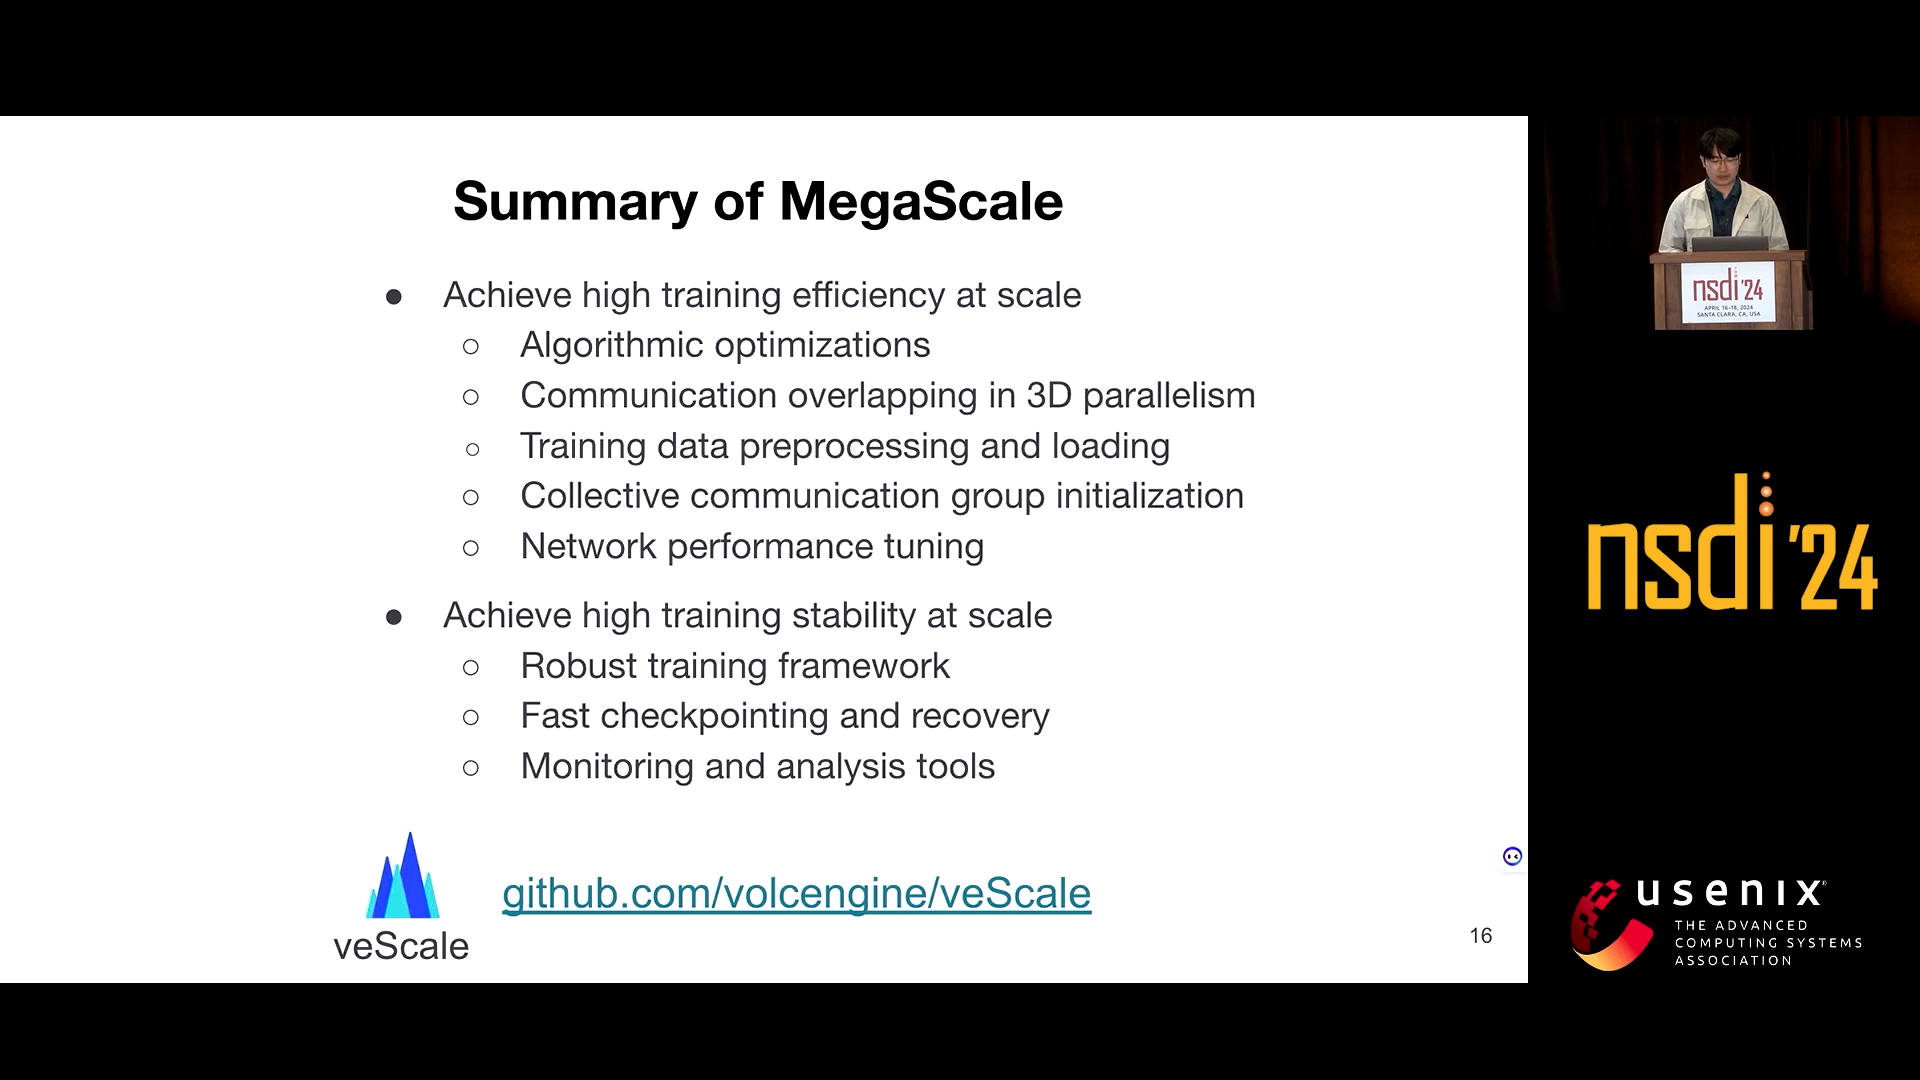 Summary of MegaScale
● Achieve high training efficiency at scale
○ Algorithmic optimizations
○ Communication overlapping in 3D parallelism
○ Training data preprocessing and loading
○ Collective communication group initialization
○ Network performance tuning
● Achieve high training stability at scale
○ Robust training framework
○ Fast checkpointing and recovery
○ Monitoring and analysis tools
veScale
github.com/volcengine/veScale
16
nsdi '24
APRIL 16–18, 2024
SANTA CLARA, CA, USA
nsdi '24
usenix®
THE ADVANCED
COMPUTING SYSTEMS
ASSOCIATION